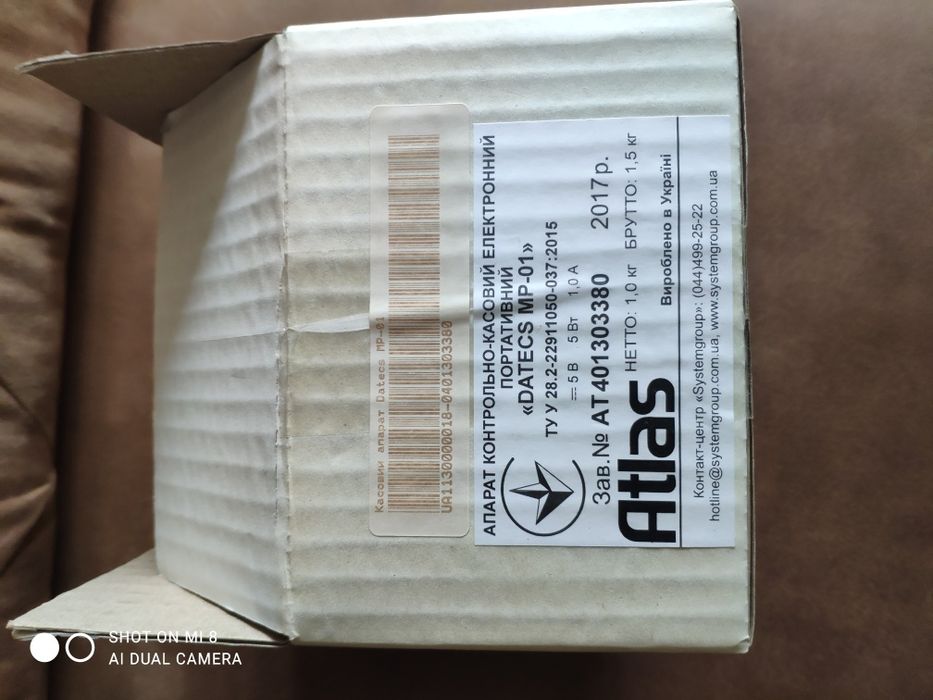 Касовий апарат Datecs MP-01
UA1130000018-0401303380
АПАРАТ КОНТРОЛЬНО-КАСОВИЙ ЕЛЕКТРОННИЙ
ПОРТАТИВНИЙ
«DATECS MP-01»
ТУ У 28.2-22911050-037:2015
5 В 5 Вт 1,0 А
Зав.№ АТ401303380 2017р.
Atlas
НЕТТО: 1,0 кг БРУТТО: 1,5 кг
Вироблено в Україні
Контакт-центр «Systemgroup»: (044)499-25-22
hotline@systemgroup.com.ua, www.systemgroup.com.ua
SHOT ON MI 8
AI DUAL CAMERA